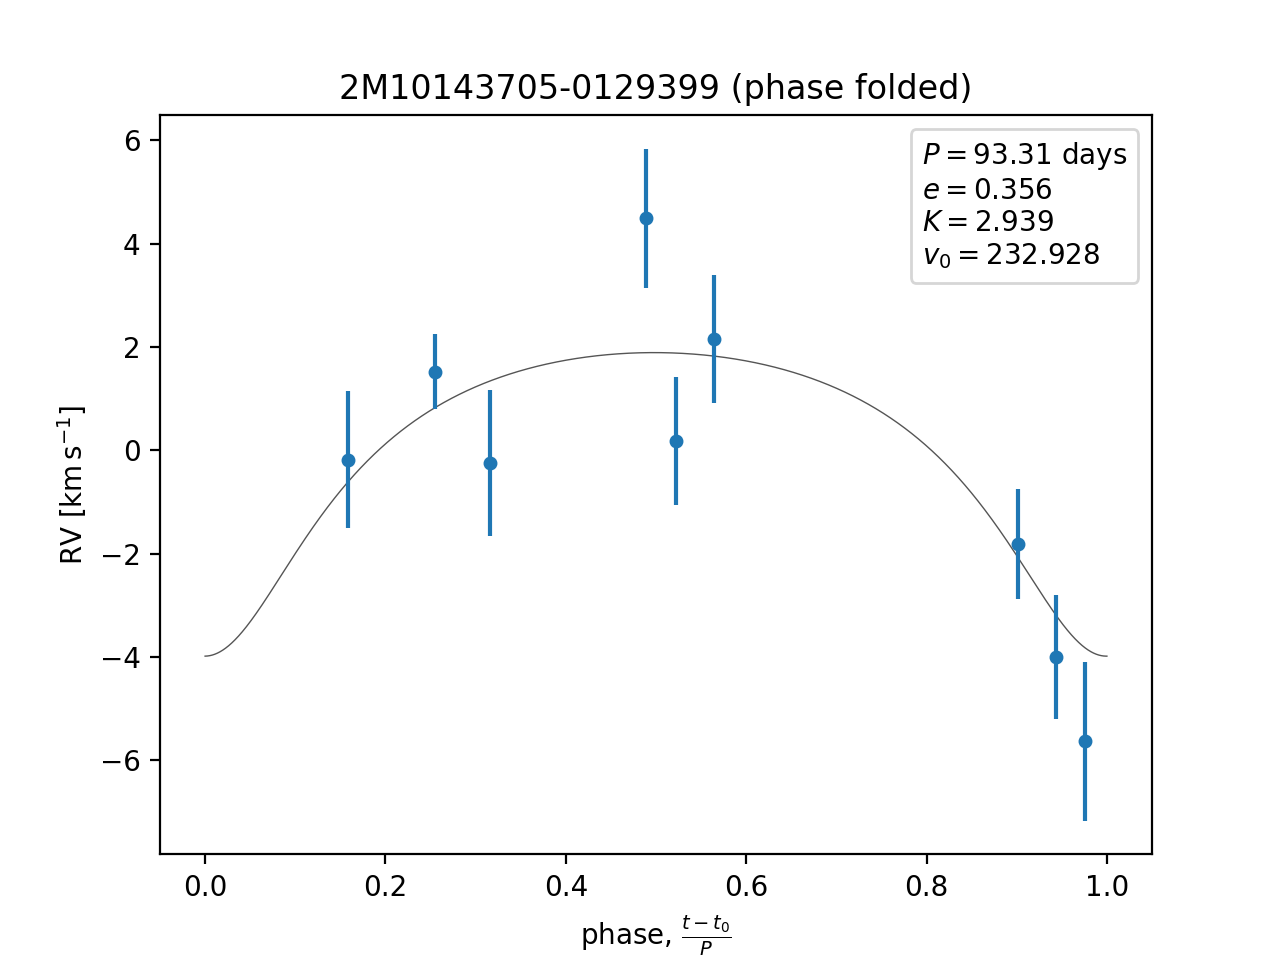 2M10143705-0129399 (phase folded)
P = 93.31 days
e = 0.356
K = 2.939
v₀ = 232.928
RV [km s⁻¹]
6
4
2
0
−2
−4
−6
0.0 0.2 0.4 0.6 0.8 1.0
phase, (t − t₀)/P